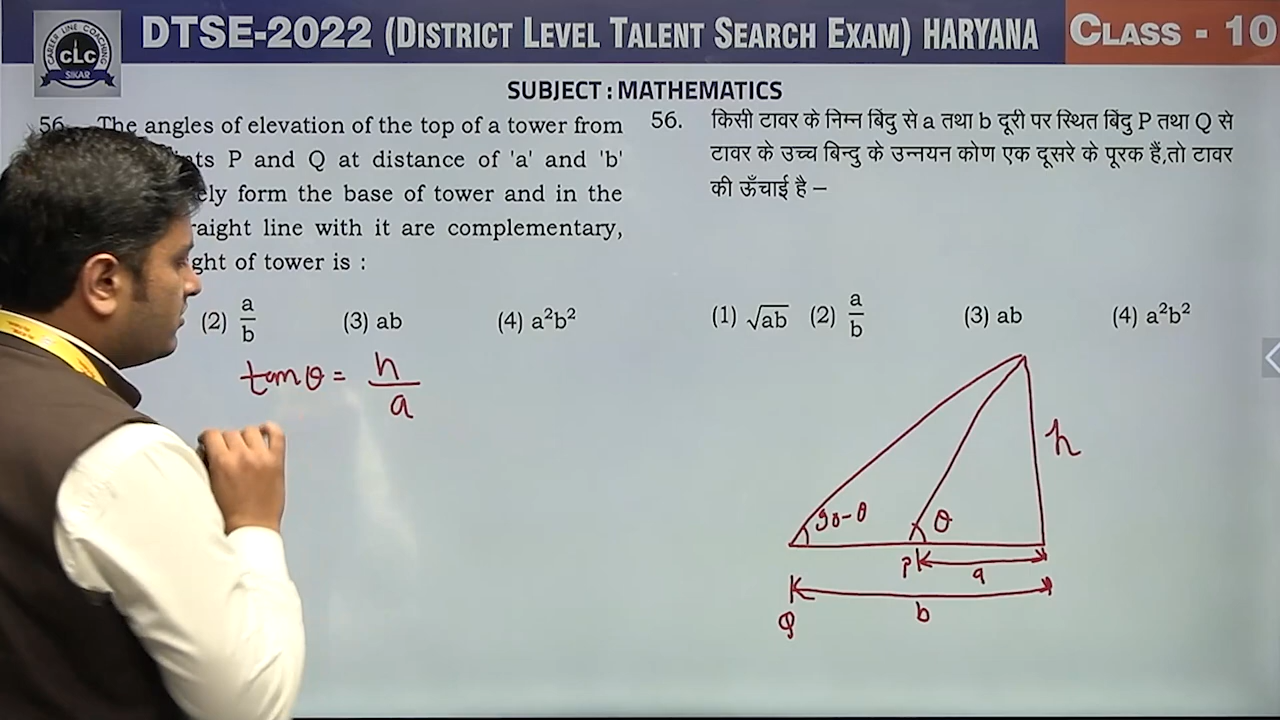 DTSE-2022 (DISTRICT LEVEL TALENT SEARCH EXAM) HARYANA
CLASS - 10
CAREER LINE COACHING
CLC
SIKAR
SUBJECT : MATHEMATICS
56. The angles of elevation of the top of a tower from
P and Q at distance of 'a' and 'b'
form the base of tower and in the
line with it are complementary,
of tower is :
(2) a/b (3) ab (4) a²b²
56. किसी टावर के निम्न बिंदु से a तथा b दूरी पर स्थित बिंदु P तथा Q से
टावर के उच्च बिन्दु के उन्नयन कोण एक दूसरे के पूरक हैं,तो टावर
की ऊँचाई है –
(1) √ab (2) a/b (3) ab (4) a²b²
tanθ = h/a
h
90-θ
θ
P
a
b
Q